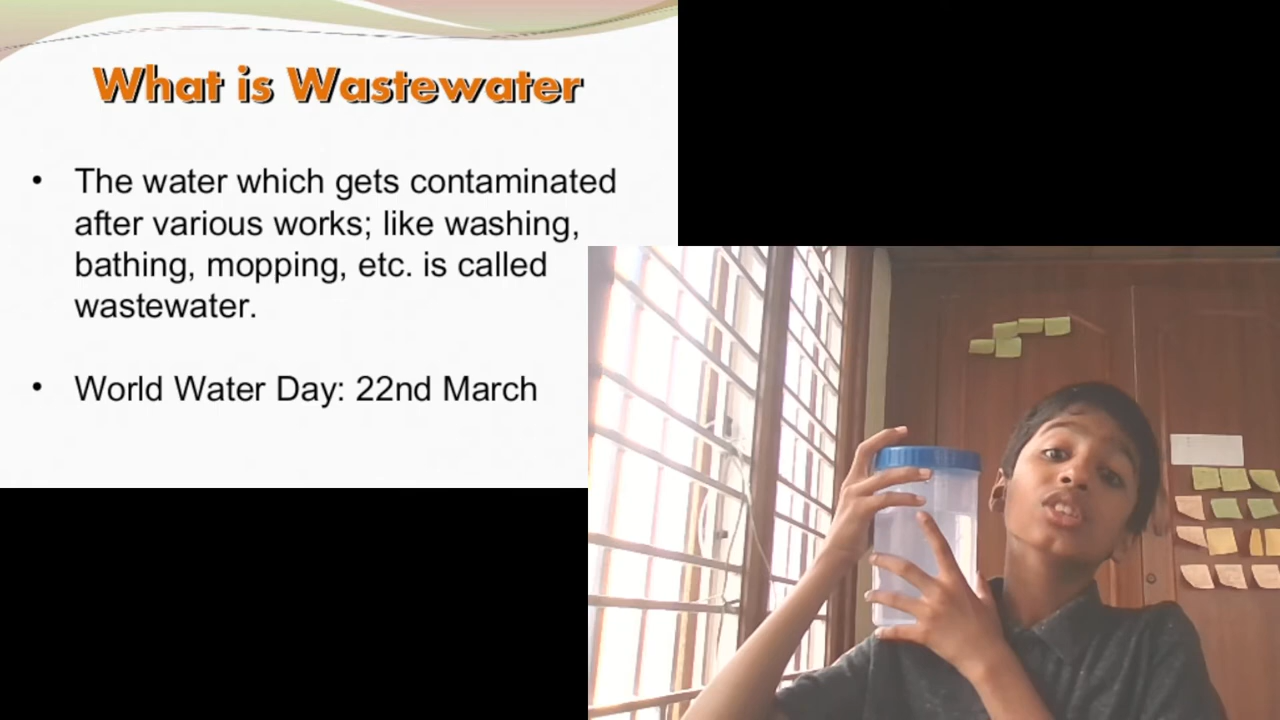 What is Wastewater
• The water which gets contaminated
after various works; like washing,
bathing, mopping, etc. is called
wastewater.
• World Water Day: 22nd March